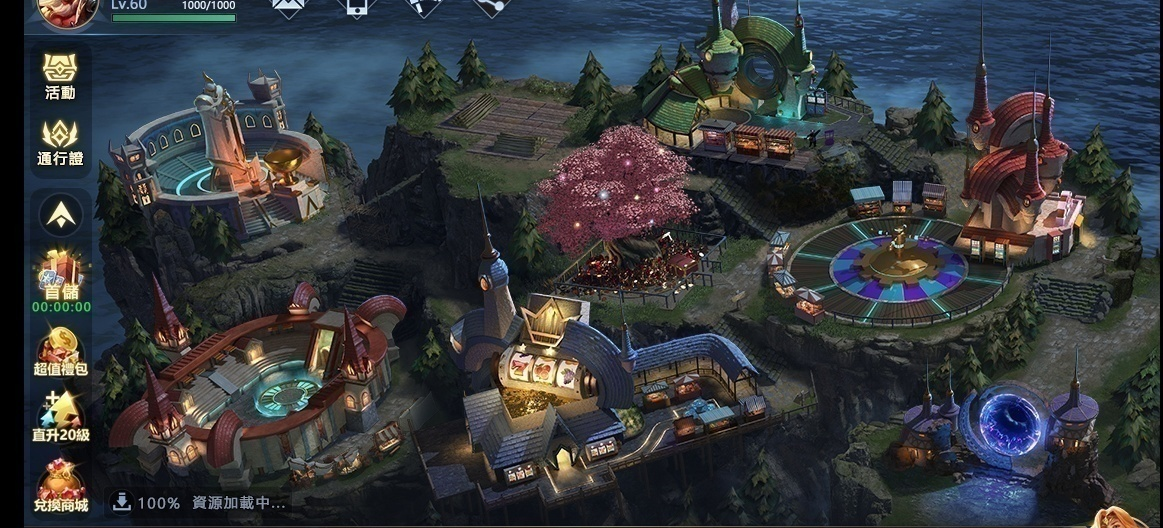 Lv.60
1000/1000
活動
通行證
首儲
00:00:00
超值禮包
直升20級
兌換商城
100% 資源加載中...